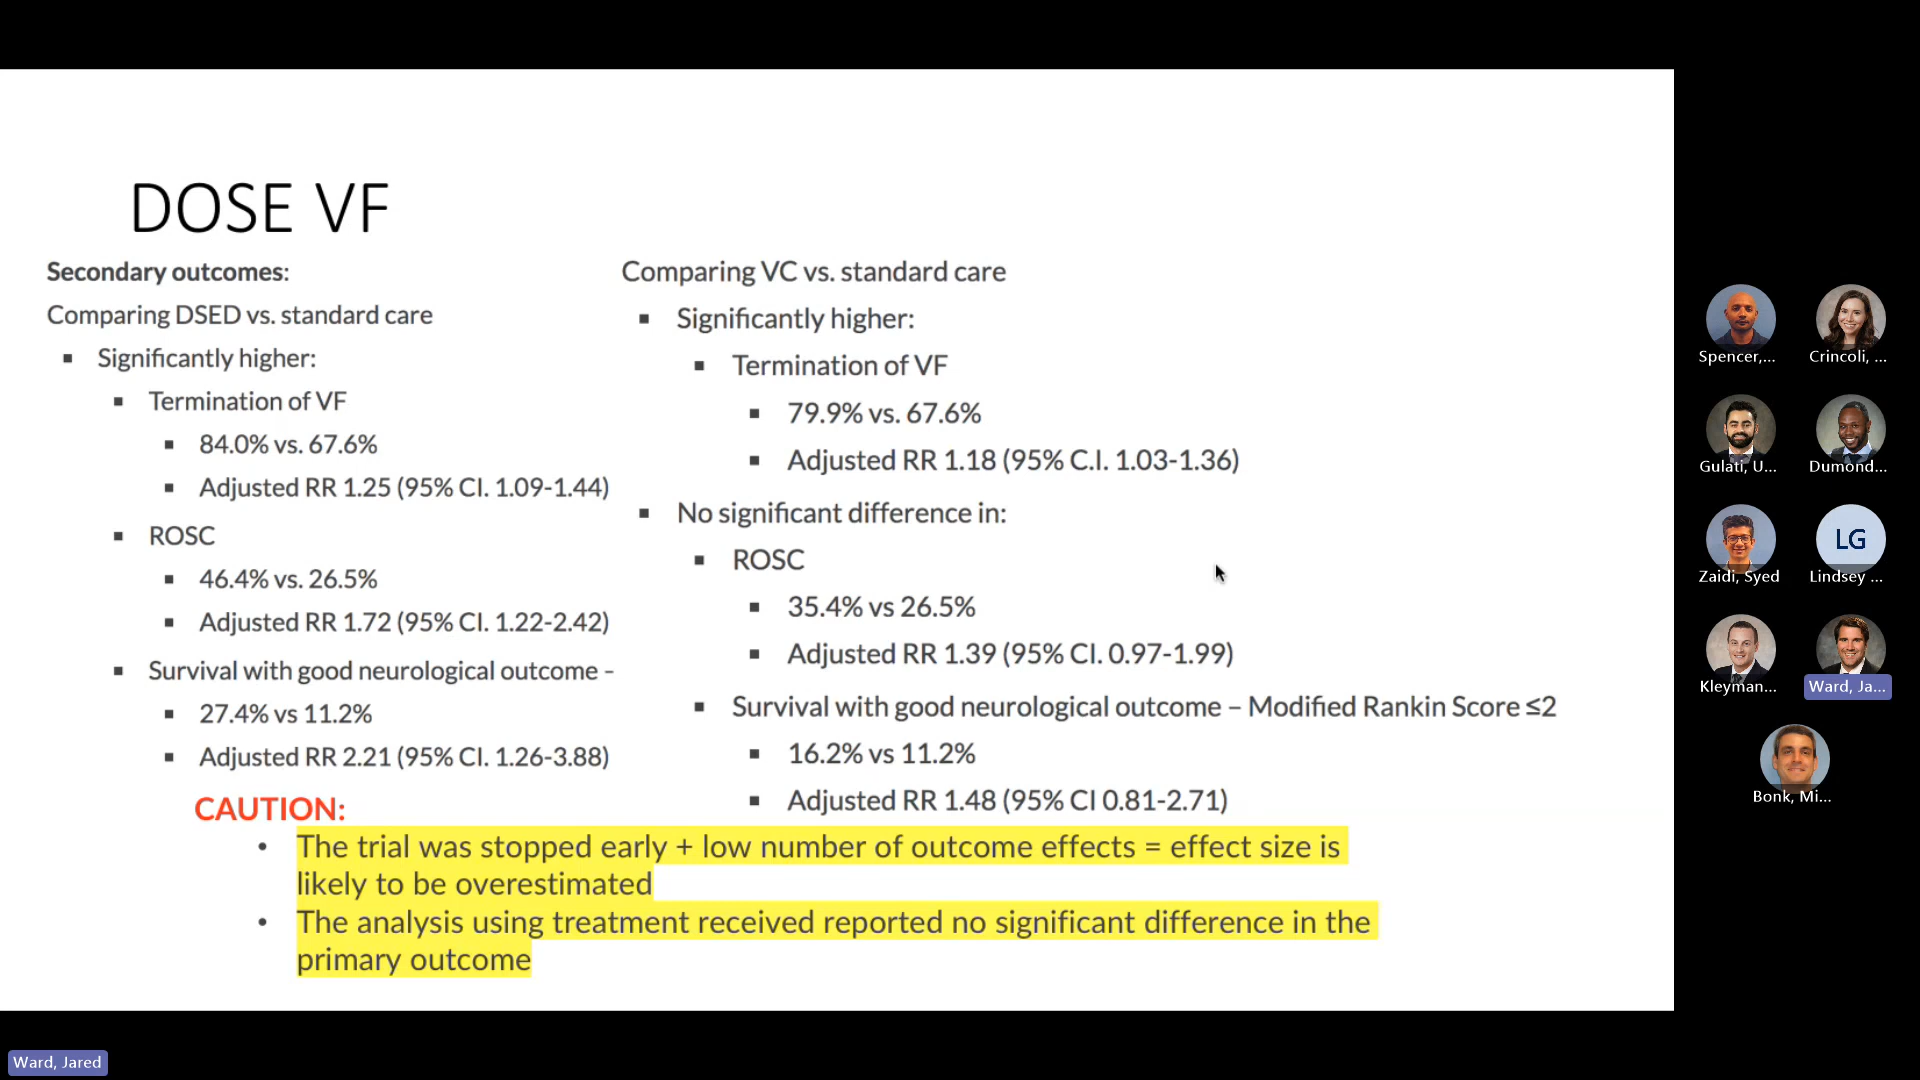 DOSE VF
Secondary outcomes:
Comparing DSED vs. standard care
▪ Significantly higher:
▪ Termination of VF
▪ 84.0% vs. 67.6%
▪ Adjusted RR 1.25 (95% CI. 1.09-1.44)
▪ ROSC
▪ 46.4% vs. 26.5%
▪ Adjusted RR 1.72 (95% CI. 1.22-2.42)
▪ Survival with good neurological outcome –
▪ 27.4% vs 11.2%
▪ Adjusted RR 2.21 (95% CI. 1.26-3.88)
Comparing VC vs. standard care
▪ Significantly higher:
▪ Termination of VF
▪ 79.9% vs. 67.6%
▪ Adjusted RR 1.18 (95% C.I. 1.03-1.36)
▪ No significant difference in:
▪ ROSC
▪ 35.4% vs 26.5%
▪ Adjusted RR 1.39 (95% CI. 0.97-1.99)
▪ Survival with good neurological outcome – Modified Rankin Score ≤2
▪ 16.2% vs 11.2%
▪ Adjusted RR 1.48 (95% CI 0.81-2.71)
CAUTION:
• The trial was stopped early + low number of outcome effects = effect size is
likely to be overestimated
• The analysis using treatment received reported no significant difference in the
primary outcome
Spencer,...
Crincoli, ...
Gulati, U...
Dumond...
LG
Zaidi, Syed
Lindsey ...
Kleyman...
Ward, Ja...
Bonk, Mi...
Ward, Jared